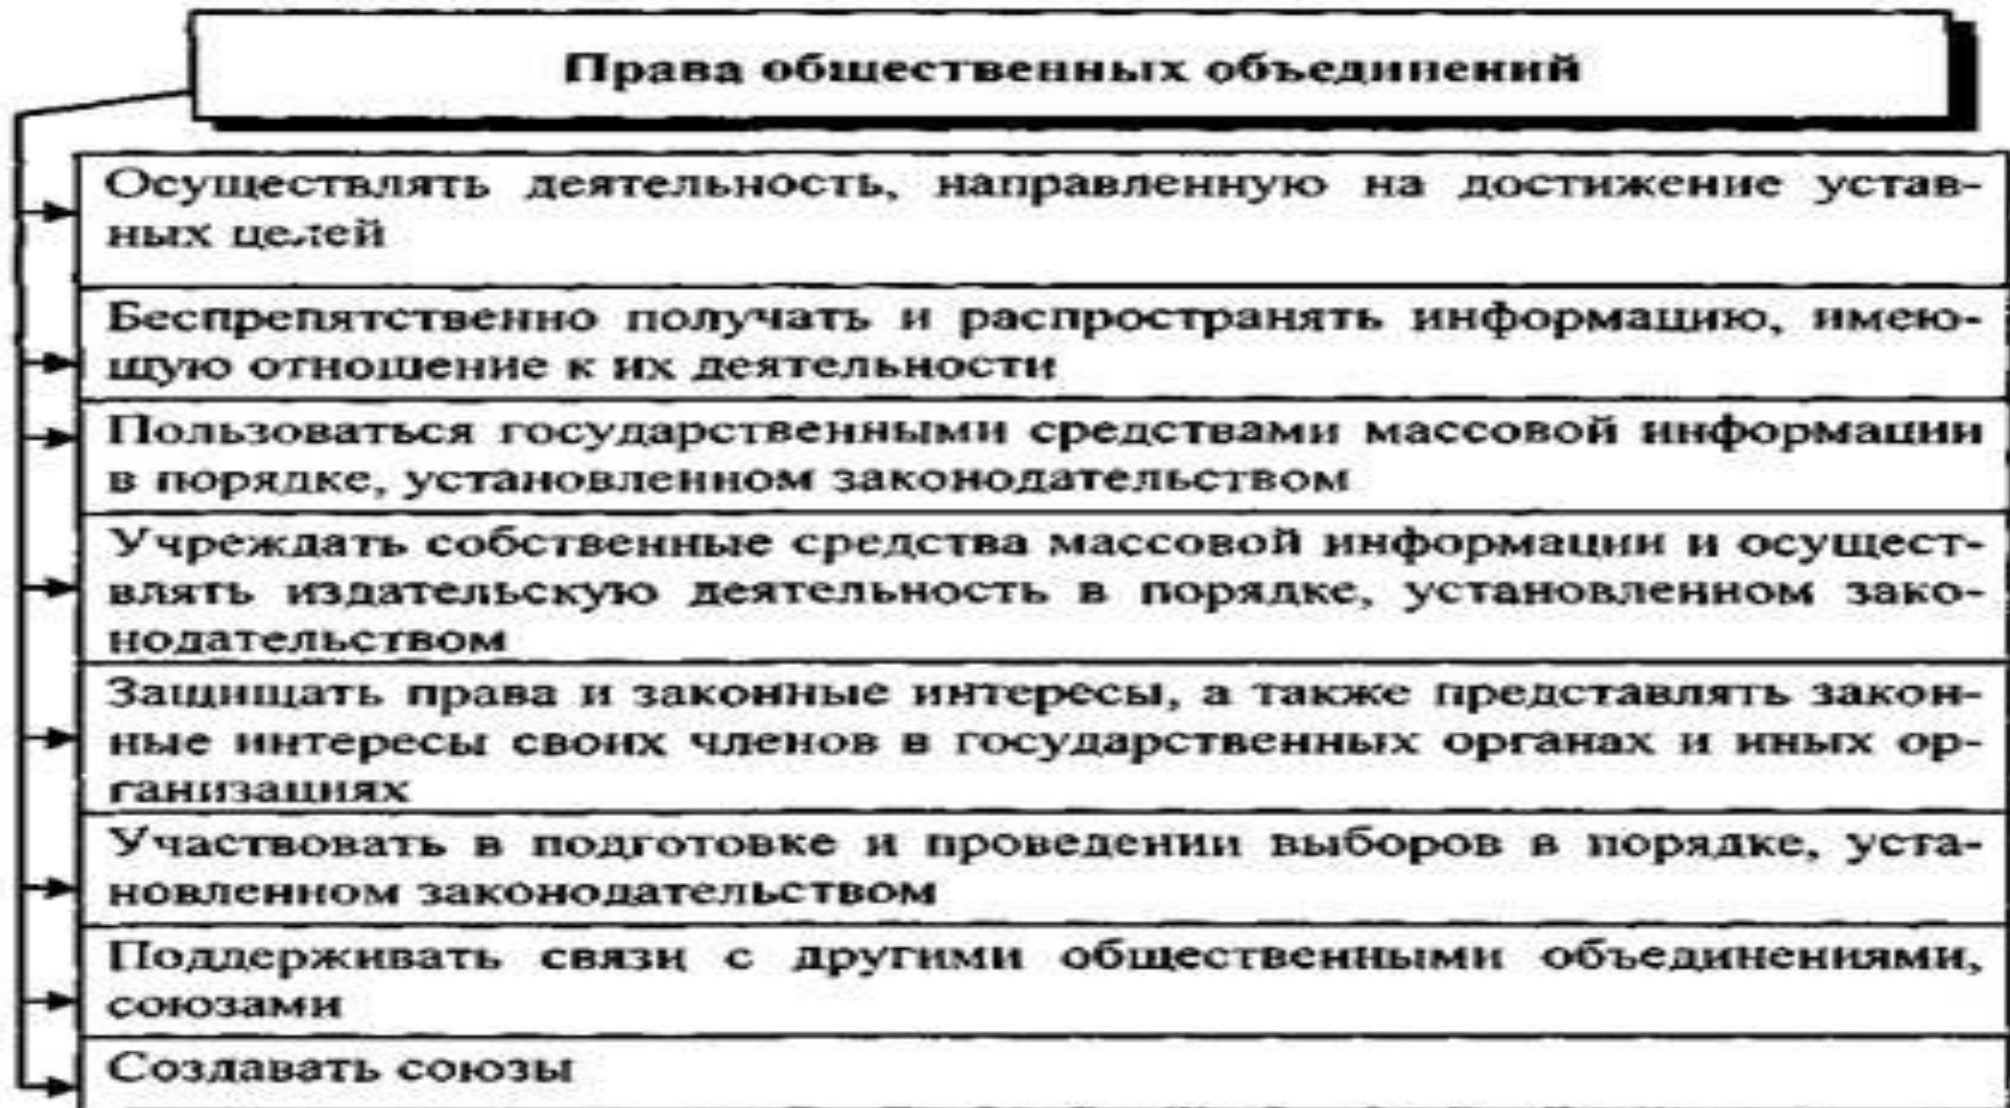 Права общественных объединений
Осуществлять деятельность, направленную на достижение устав-
ных целей
Беспрепятственно получать и распространять информацию, имею-
щую отношение к их деятельности
Пользоваться государственными средствами массовой информации
в порядке, установленном законодательством
Учреждать собственные средства массовой информации и осущест-
влять издательскую деятельность в порядке, установленном зако-
нодательством
Защищать права и законные интересы, а также представлять закон-
ные интересы своих членов в государственных органах и иных ор-
ганизациях
Участвовать в подготовке и проведении выборов в порядке, уста-
новленном законодательством
Поддерживать связи с другими общественными объединениями,
союзами
Создавать союзы